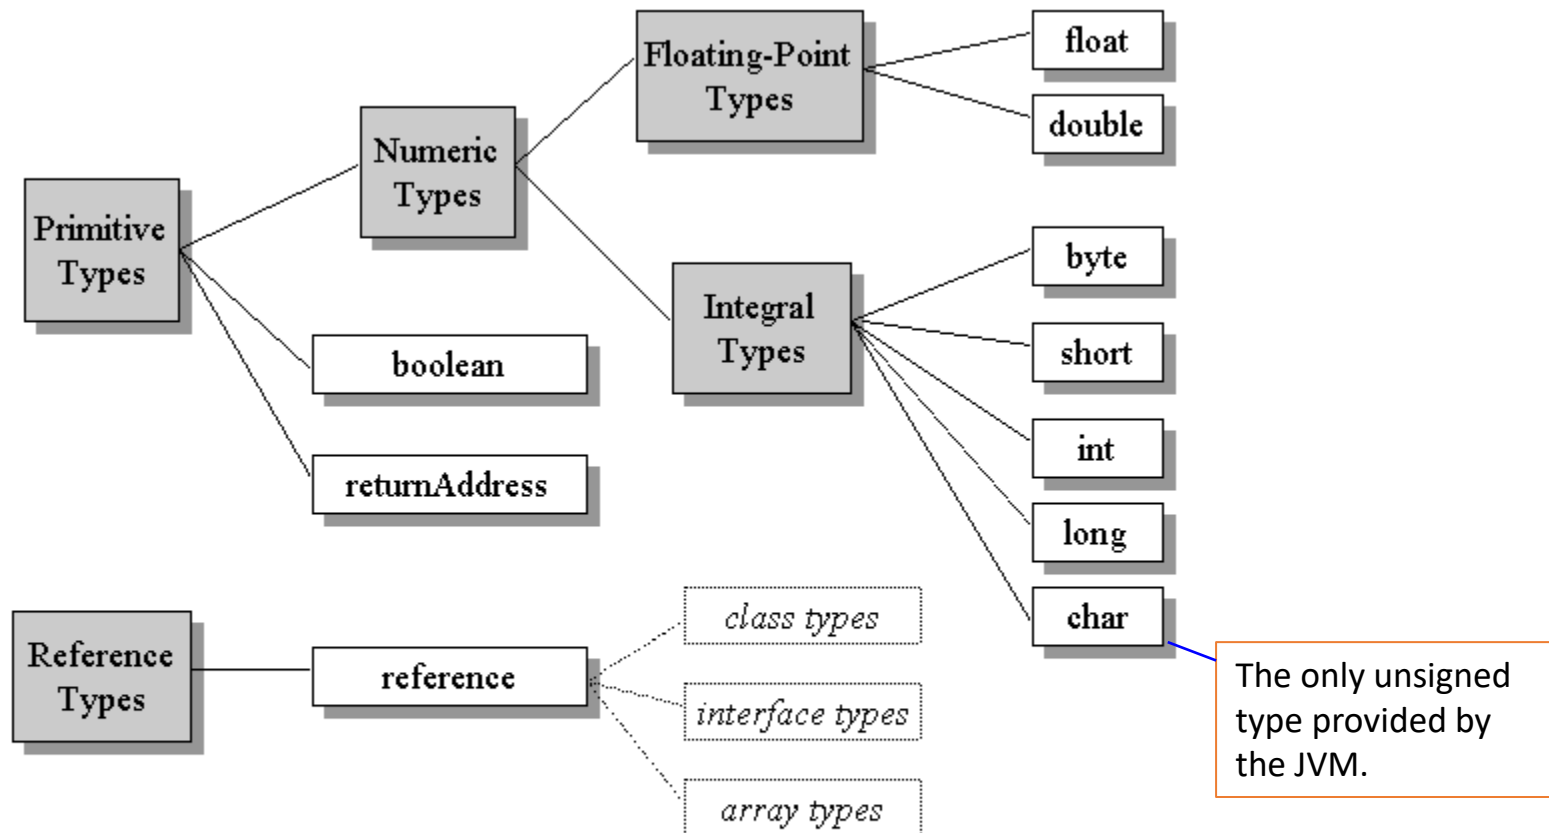 Primitive
Types
Numeric
Types
Floating-Point
Types
float
double
Integral
Types
byte
short
int
long
char
boolean
returnAddress
Reference
Types
reference
class types
interface types
array types
The only unsigned
type provided by
the JVM.